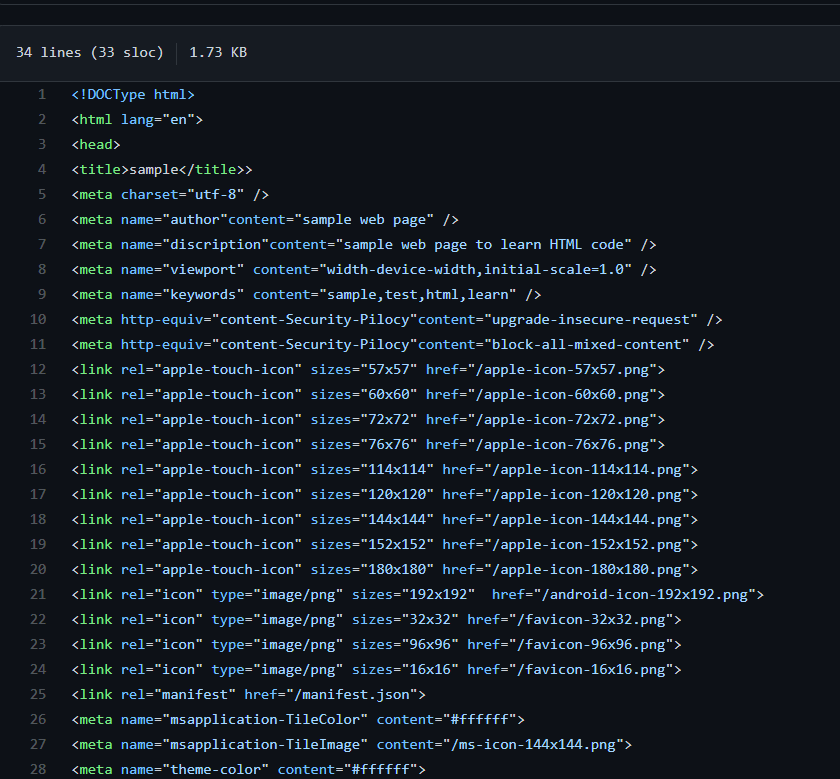 34 lines (33 sloc) 1.73 KB
1 <!DOCType html>
2 <html lang="en">
3 <head>
4 <title>sample</title>>
5 <meta charset="utf-8" />
6 <meta name="author"content="sample web page" />
7 <meta name="discription"content="sample web page to learn HTML code" />
8 <meta name="viewport" content="width-device-width,initial-scale=1.0" />
9 <meta name="keywords" content="sample,test,html,learn" />
10 <meta http-equiv="content-Security-Pilocy"content="upgrade-insecure-request" />
11 <meta http-equiv="content-Security-Pilocy"content="block-all-mixed-content" />
12 <link rel="apple-touch-icon" sizes="57x57" href="/apple-icon-57x57.png">
13 <link rel="apple-touch-icon" sizes="60x60" href="/apple-icon-60x60.png">
14 <link rel="apple-touch-icon" sizes="72x72" href="/apple-icon-72x72.png">
15 <link rel="apple-touch-icon" sizes="76x76" href="/apple-icon-76x76.png">
16 <link rel="apple-touch-icon" sizes="114x114" href="/apple-icon-114x114.png">
17 <link rel="apple-touch-icon" sizes="120x120" href="/apple-icon-120x120.png">
18 <link rel="apple-touch-icon" sizes="144x144" href="/apple-icon-144x144.png">
19 <link rel="apple-touch-icon" sizes="152x152" href="/apple-icon-152x152.png">
20 <link rel="apple-touch-icon" sizes="180x180" href="/apple-icon-180x180.png">
21 <link rel="icon" type="image/png" sizes="192x192"  href="/android-icon-192x192.png">
22 <link rel="icon" type="image/png" sizes="32x32" href="/favicon-32x32.png">
23 <link rel="icon" type="image/png" sizes="96x96" href="/favicon-96x96.png">
24 <link rel="icon" type="image/png" sizes="16x16" href="/favicon-16x16.png">
25 <link rel="manifest" href="/manifest.json">
26 <meta name="msapplication-TileColor" content="#ffffff">
27 <meta name="msapplication-TileImage" content="/ms-icon-144x144.png">
28 <meta name="theme-color" content="#ffffff">